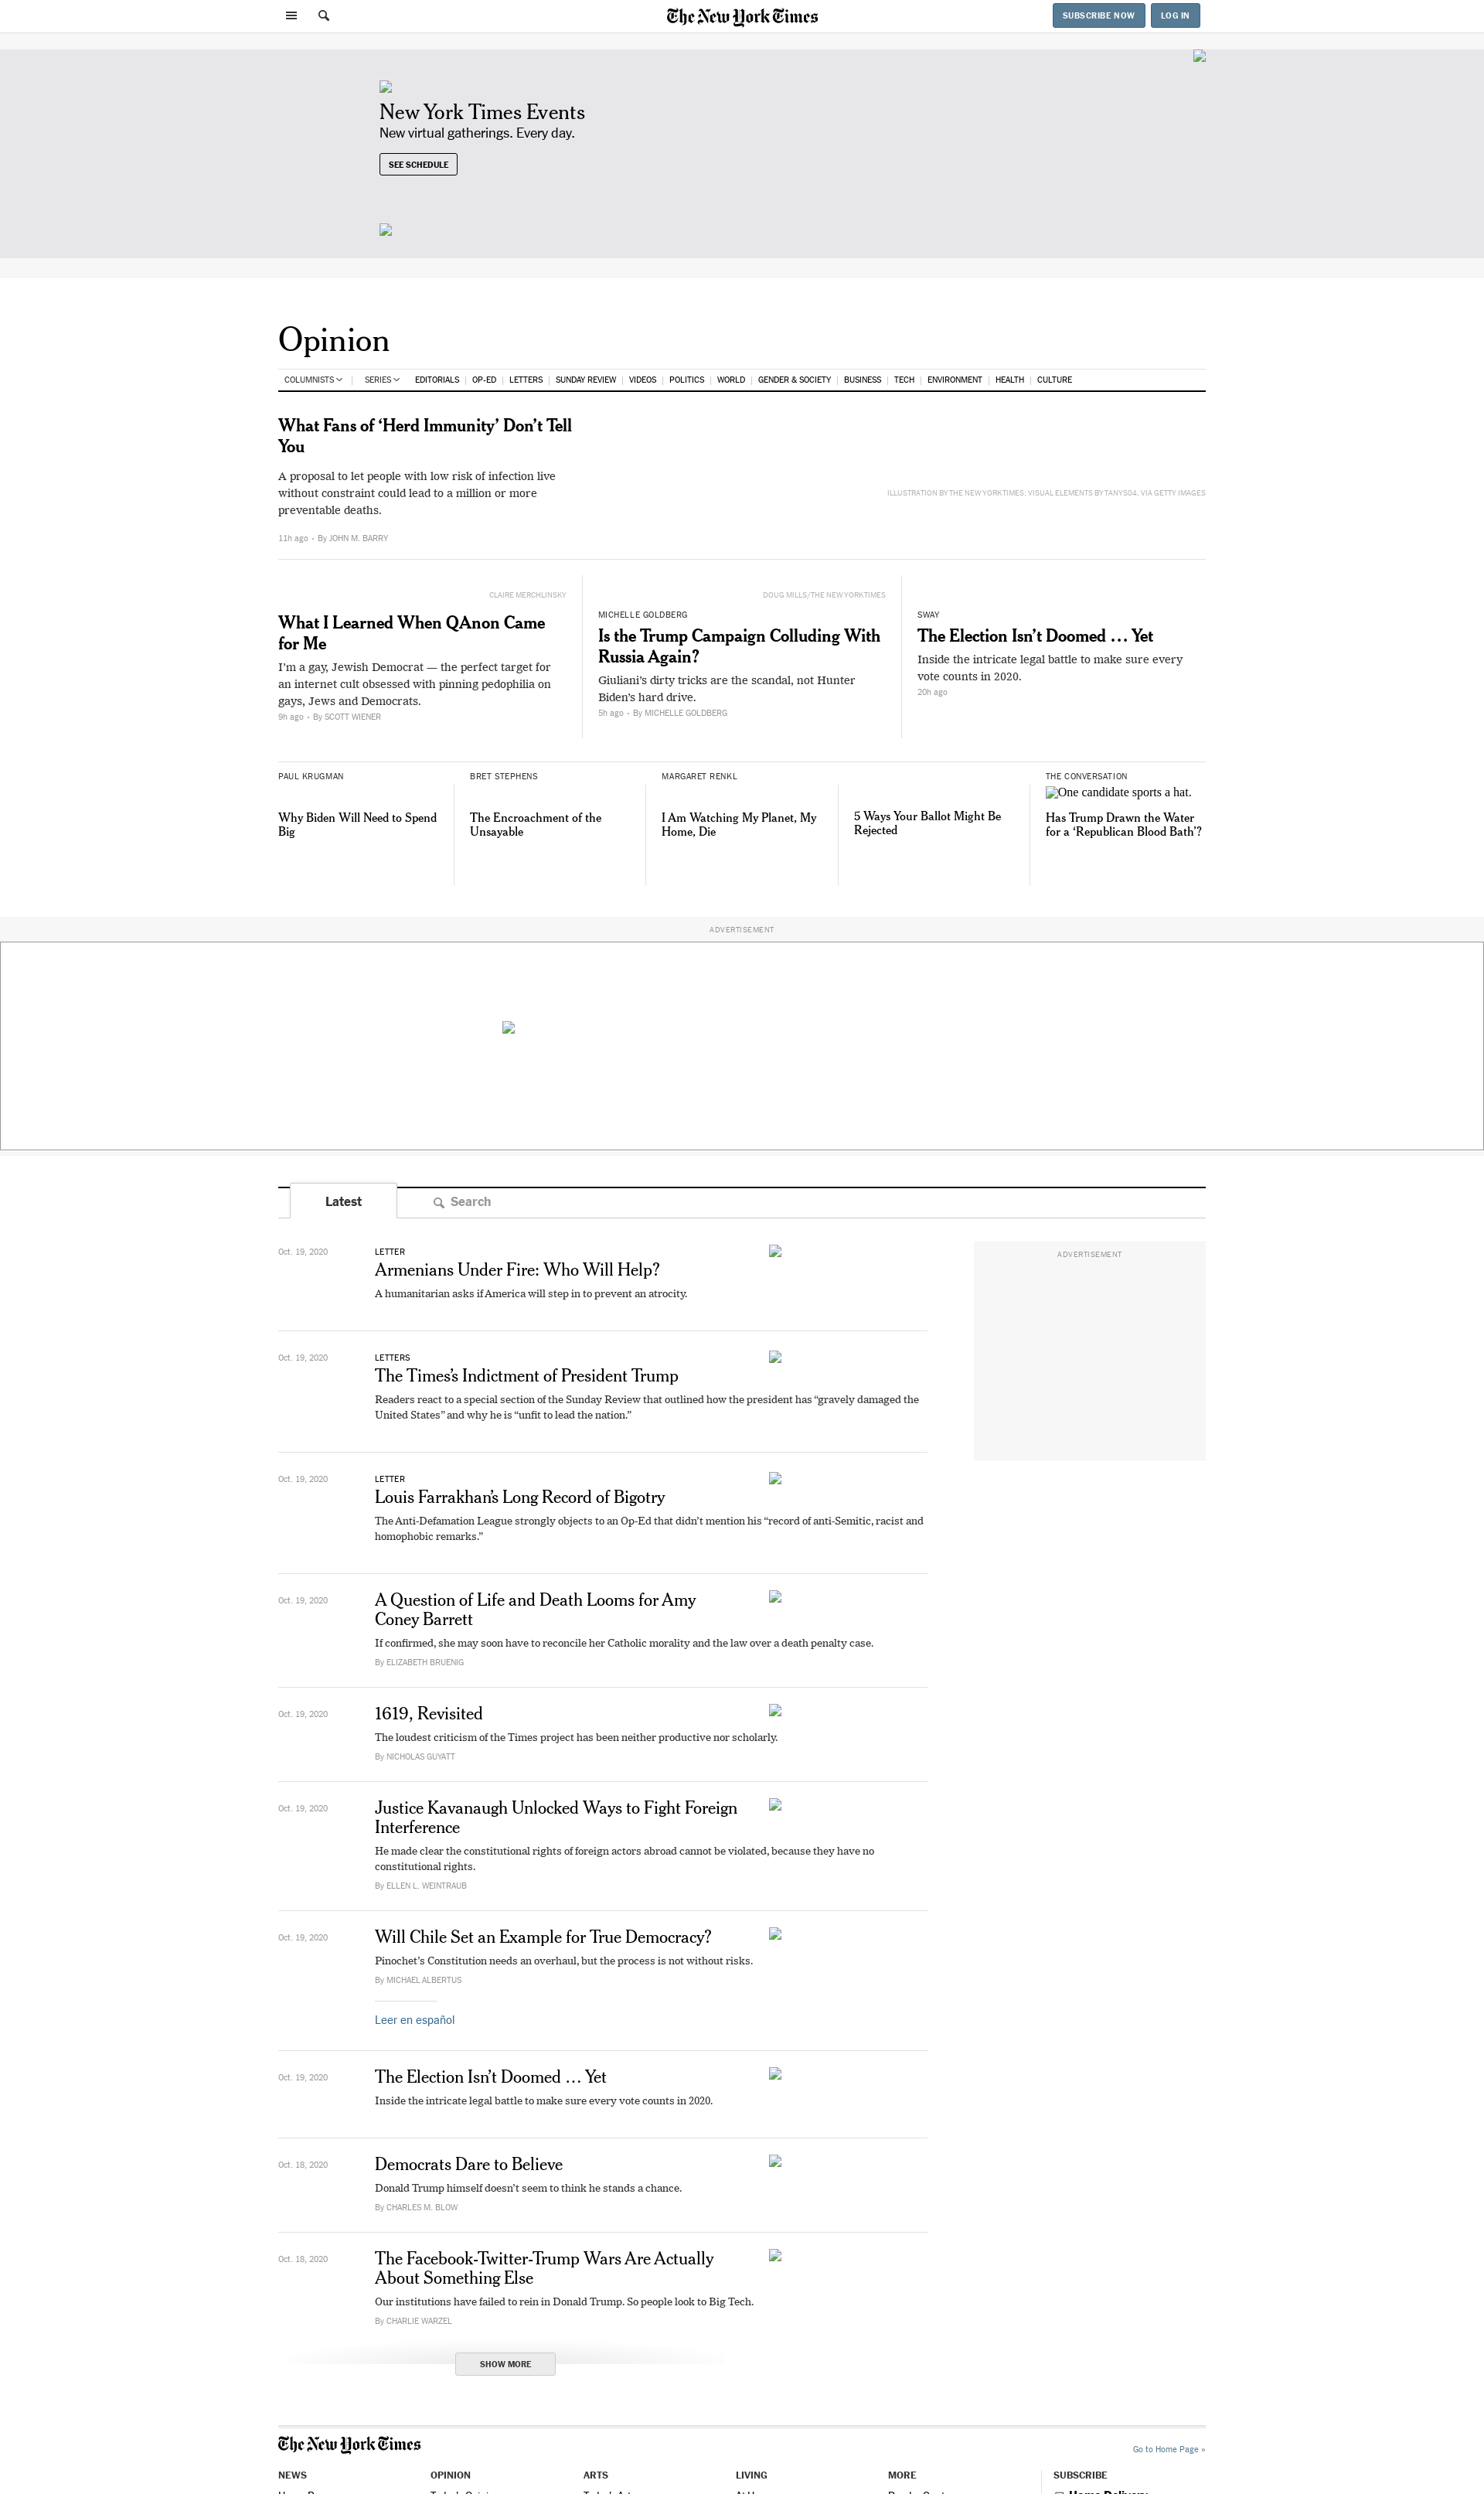 The New York Times
SUBSCRIBE NOW
LOG IN
New York Times Events
New virtual gatherings. Every day.
SEE SCHEDULE
Opinion
COLUMNISTS | SERIES EDITORIALS | OP-ED | LETTERS | SUNDAY REVIEW | VIDEOS | POLITICS | WORLD | GENDER & SOCIETY | BUSINESS | TECH | ENVIRONMENT | HEALTH | CULTURE
What Fans of ‘Herd Immunity’ Don’t Tell
You
A proposal to let people with low risk of infection live
without constraint could lead to a million or more
preventable deaths.
11h ago • By JOHN M. BARRY
ILLUSTRATION BY THE NEW YORK TIMES; VISUAL ELEMENTS BY TANYS04, VIA GETTY IMAGES
CLAIRE MERCHLINSKY
What I Learned When QAnon Came
for Me
I’m a gay, Jewish Democrat — the perfect target for
an internet cult obsessed with pinning pedophilia on
gays, Jews and Democrats.
9h ago • By SCOTT WIENER
DOUG MILLS/THE NEW YORK TIMES
MICHELLE GOLDBERG
Is the Trump Campaign Colluding With
Russia Again?
Giuliani’s dirty tricks are the scandal, not Hunter
Biden’s hard drive.
5h ago • By MICHELLE GOLDBERG
SWAY
The Election Isn’t Doomed … Yet
Inside the intricate legal battle to make sure every
vote counts in 2020.
20h ago
PAUL KRUGMAN
Why Biden Will Need to Spend
Big
BRET STEPHENS
The Encroachment of the
Unsayable
MARGARET RENKL
I Am Watching My Planet, My
Home, Die
5 Ways Your Ballot Might Be
Rejected
THE CONVERSATION
One candidate sports a hat.
Has Trump Drawn the Water
for a ‘Republican Blood Bath’?
ADVERTISEMENT
Latest
Search
ADVERTISEMENT
Oct. 19, 2020
LETTER
Armenians Under Fire: Who Will Help?
A humanitarian asks if America will step in to prevent an atrocity.
Oct. 19, 2020
LETTERS
The Times’s Indictment of President Trump
Readers react to a special section of the Sunday Review that outlined how the president has “gravely damaged the
United States” and why he is “unfit to lead the nation.”
Oct. 19, 2020
LETTER
Louis Farrakhan’s Long Record of Bigotry
The Anti-Defamation League strongly objects to an Op-Ed that didn’t mention his “record of anti-Semitic, racist and
homophobic remarks.”
Oct. 19, 2020
A Question of Life and Death Looms for Amy
Coney Barrett
If confirmed, she may soon have to reconcile her Catholic morality and the law over a death penalty case.
By ELIZABETH BRUENIG
Oct. 19, 2020
1619, Revisited
The loudest criticism of the Times project has been neither productive nor scholarly.
By NICHOLAS GUYATT
Oct. 19, 2020
Justice Kavanaugh Unlocked Ways to Fight Foreign
Interference
He made clear the constitutional rights of foreign actors abroad cannot be violated, because they have no
constitutional rights.
By ELLEN L. WEINTRAUB
Oct. 19, 2020
Will Chile Set an Example for True Democracy?
Pinochet’s Constitution needs an overhaul, but the process is not without risks.
By MICHAEL ALBERTUS
Leer en español
Oct. 19, 2020
The Election Isn’t Doomed … Yet
Inside the intricate legal battle to make sure every vote counts in 2020.
Oct. 18, 2020
Democrats Dare to Believe
Donald Trump himself doesn’t seem to think he stands a chance.
By CHARLES M. BLOW
Oct. 18, 2020
The Facebook-Twitter-Trump Wars Are Actually
About Something Else
Our institutions have failed to rein in Donald Trump. So people look to Big Tech.
By CHARLIE WARZEL
SHOW MORE
The New York Times
Go to Home Page »
NEWS
OPINION
ARTS
LIVING
MORE
SUBSCRIBE